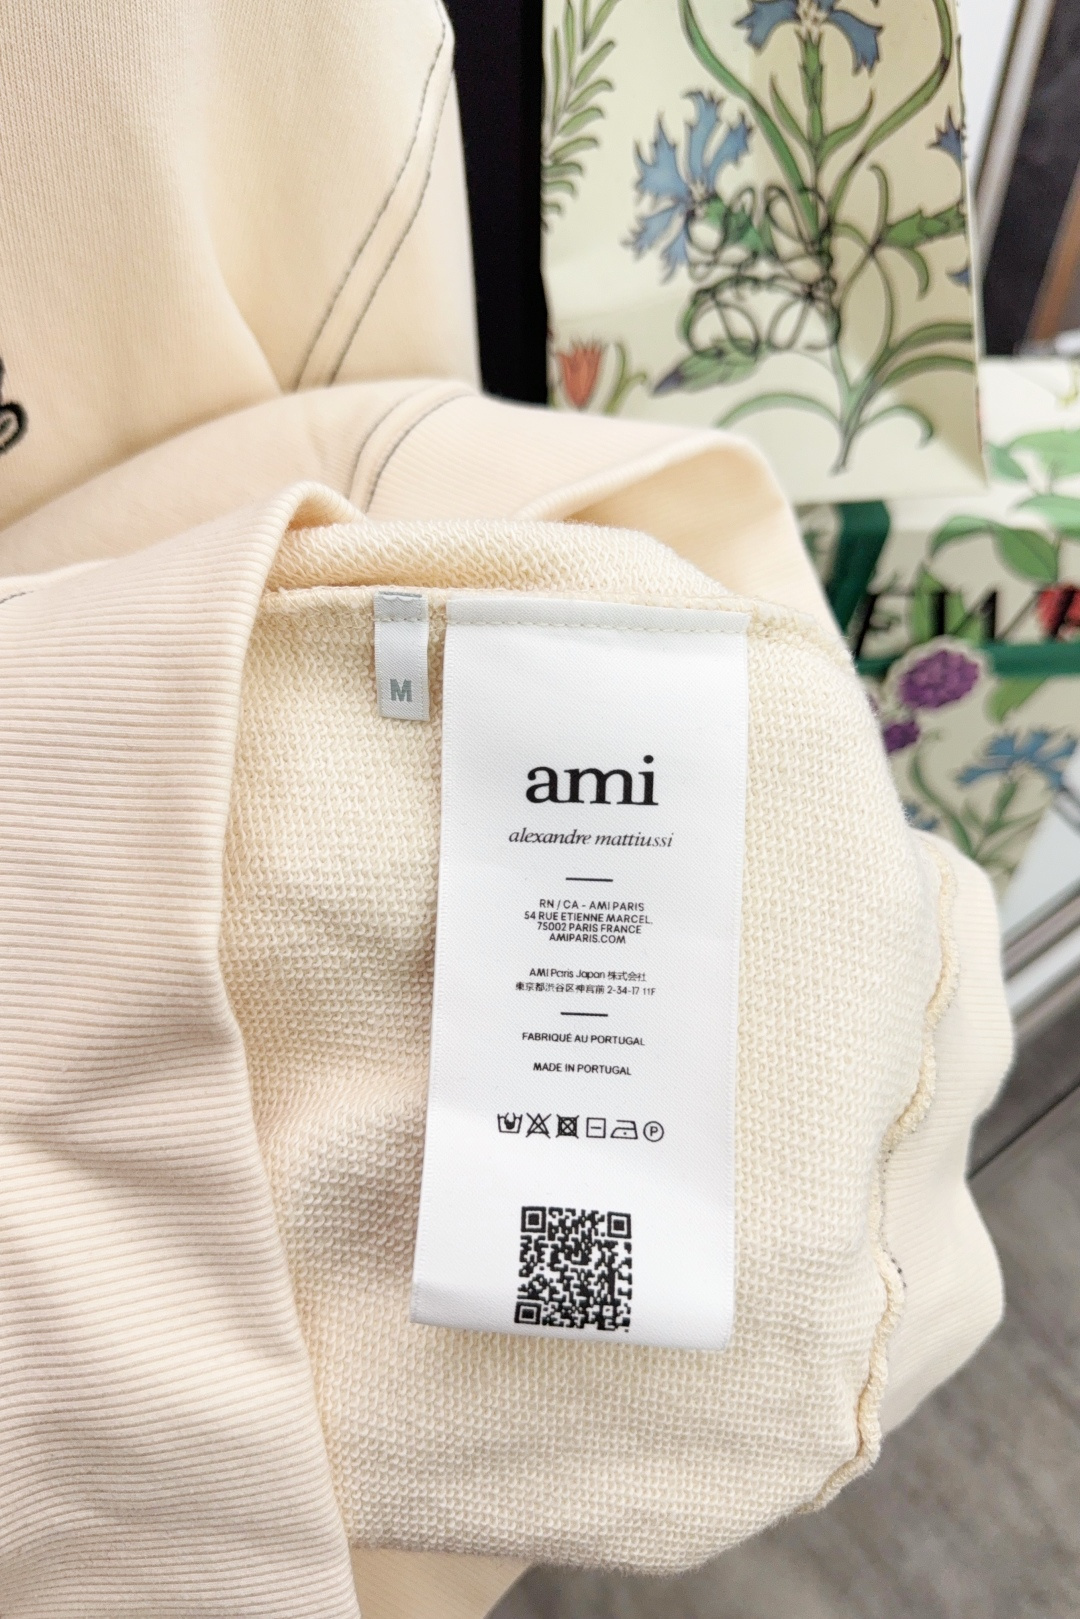 M
ami
alexandre mattiussi
RN / CA - AMI PARIS
54 RUE ETIENNE MARCEL,
75002 PARIS FRANCE
AMIPARIS.COM
AMI Paris Japan 株式会社
東京都渋谷区神宮前 2-34-17 11F
FABRIQUÉ AU PORTUGAL
MADE IN PORTUGAL
P